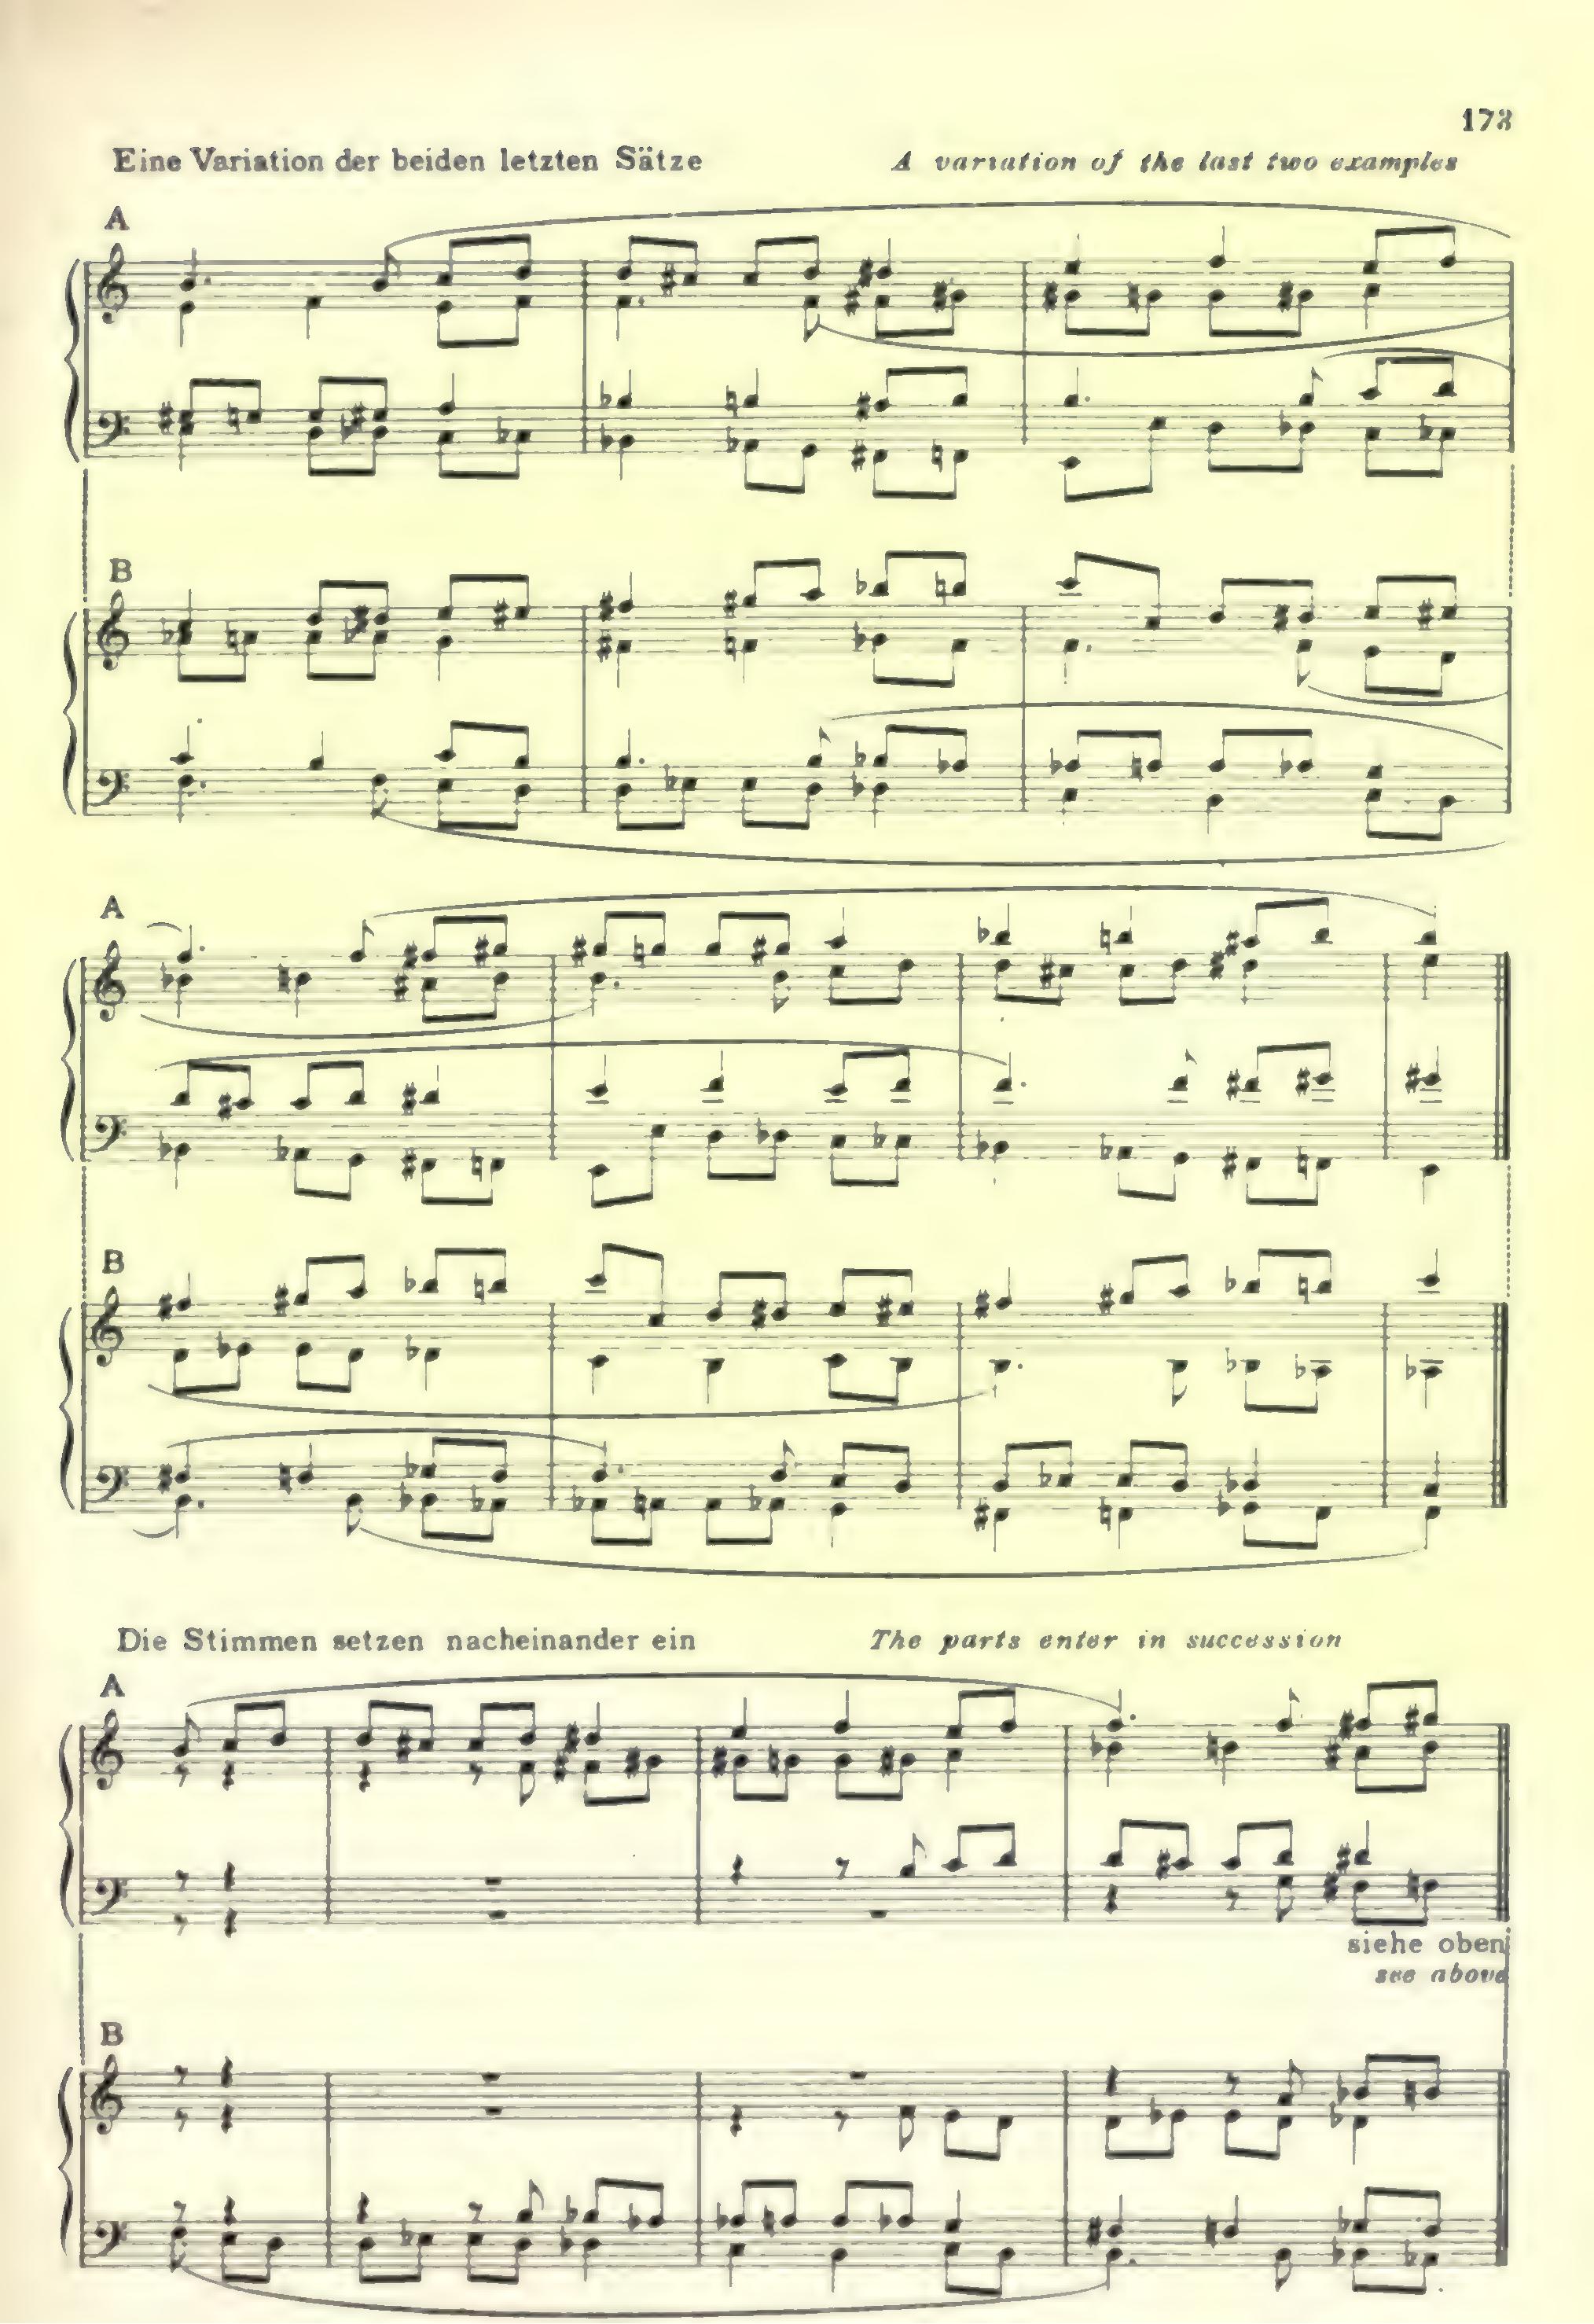 173
Eine Variation der beiden letzten Sätze
A variation of the last two examples
A
B
A
B
Die Stimmen setzen nacheinander ein
The parts enter in succession
A
siehe oben
see above
B